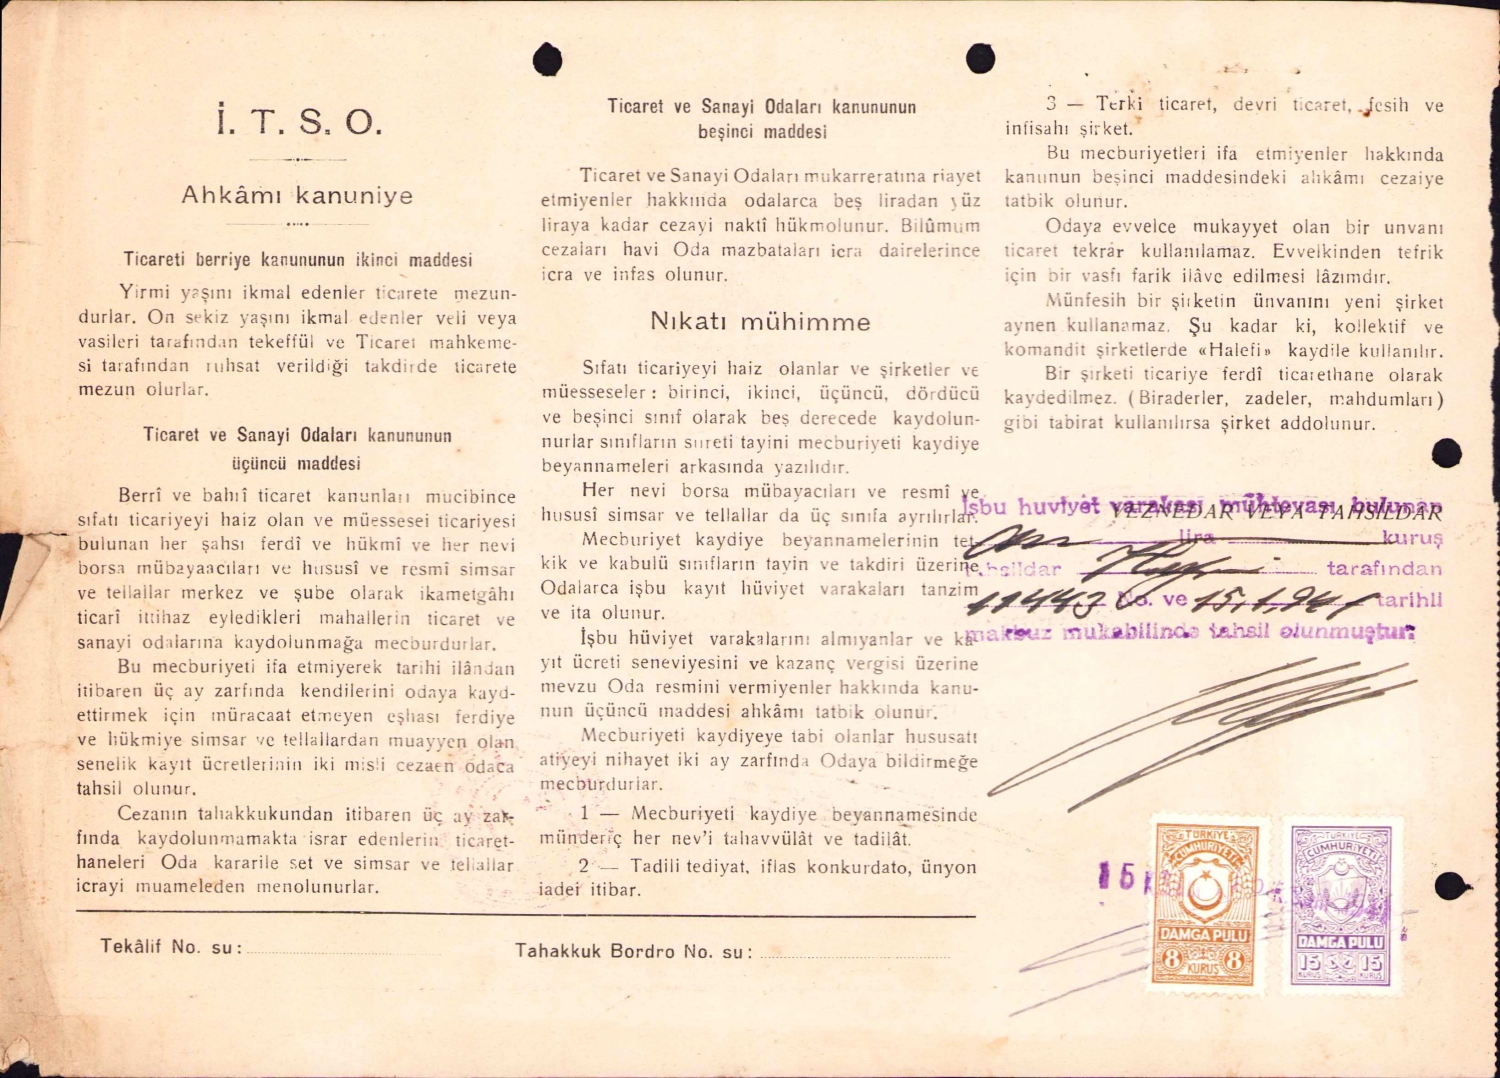 İ. T. S. O.
Ahkâmı kanuniye
Ticareti berriye kanununun ikinci maddesi
Yirmi yaşını ikmal edenler ticarete mezun-
durlar. On sekiz yaşını ikmal edenler veli veya
vasileri tarafından tekeffül ve Ticaret mahkeme-
si tarafından ruhsat verildiği takdirde ticarete
mezun olurlar.
Ticaret ve Sanayi Odaları kanununun
üçüncü maddesi
Berrî ve bahrî ticaret kanunları mucibince
sıfatı ticariyeyi haiz olan ve müessesei ticariyesi
bulunan her şahsı ferdî ve hükmî ve her nevi
borsa mübayaacıları ve hususî ve resmî simsar
ve tellallar merkez ve şube olarak ikametgâhı
ticarî ittihaz eyledikleri mahallerin ticaret ve
sanayi odalarına kaydolunmağa mecburdurlar.
Bu mecburiyeti ifa etmiyerek tarihi ilândan
itibaren üç ay zarfında kendilerini odaya kayd-
ettirmek için müracaat etmeyen eşhası ferdiye
ve hükmiye simsar ve tellallardan muayyen olan
senelik kayıt ücretlerinin iki misli cezaen odaca
tahsil olunur.
Cezanın tahakkukundan itibaren üç ay zar-
fında kaydolunmamakta israr edenlerin ticaret-
haneleri Oda kararile set ve simsar ve tellallar
icrayi muameleden menolunurlar.
Tekâlif No. su:
Ticaret ve Sanayi Odaları kanununun
beşinci maddesi
Ticaret ve Sanayi Odaları mukarreratına riayet
etmiyenler hakkında odalarca beş liradan yüz
liraya kadar cezayi naktî hükmolunur. Bilûmum
cezaları havi Oda mazbataları icra dairelerince
icra ve infas olunur.
Nıkatı mühimme
Sıfatı ticariyeyi haiz olanlar ve şirketler ve
müesseseler : birinci, ikinci, üçüncü, dördücü
ve beşinci sınıf olarak beş derecede kaydolun-
nurlar sınıfların sureti tayini mecburiyeti kaydiye
beyannameleri arkasında yazılıdır.
Her nevi borsa mübayacıları ve resmî ve
hususî simsar ve tellallar da üç sınıfa ayrılırlar.
Mecburiyet kaydiye beyannamelerinin tet-
kik ve kabulü sınıfların tayin ve takdiri üzerine
Odalarca işbu kayıt hüviyet varakaları tanzim
ve ita olunur.
İşbu hüviyet varakalarını almıyanlar ve ka-
yıt ücreti seneviyesini ve kazanç vergisi üzerine
mevzu Oda resmini vermiyenler hakkında kanu-
nun üçüncü maddesi ahkâmı tatbik olunur.
Mecburiyeti kaydiyeye tabi olanlar hususatı
atiyeyi nihayet iki ay zarfında Odaya bildirmeğe
mecburdurlar.
1 — Mecburiyeti kaydiye beyannamesinde
münderiç her nev'i tahavvülât ve tadilât.
2 — Tadili tediyat, iflas konkurdato, ünyon
iadei itibar.
Tahakkuk Bordro No. su:
3 — Terki ticaret, devri ticaret, fesih ve
infisahı şirket.
Bu mecburiyetleri ifa etmiyenler hakkında
kanunun beşinci maddesindeki ahkâmı cezaiye
tatbik olunur.
Odaya evvelce mukayyet olan bir unvanı
ticaret tekrar kullanılamaz. Evvelkinden tefrik
için bir vasfı farik ilâve edilmesi lâzımdır.
Münfesih bir şirketin ünvanını yeni şirket
aynen kullanamaz. Şu kadar ki, kollektif ve
komandit şirketlerde «Halefi» kaydile kullanılır.
Bir şirketi ticariye ferdî ticarethane olarak
kaydedilmez. (Biraderler, zadeler, mahdumları)
gibi tabirat kullanılırsa şirket addolunur.
İşbu huviyet varakası mühtevası bulunan
VEZNEDAR VEYA TAHSİLDAR
On lira kuruş
tahsildar tarafından
11443 No. ve 15.1.941 tarihli
makbuz mukabilinde tahsil olunmuştur.
15
TÜRKİYE
CUMHURİYETİ
DAMGA PULU
8 KURUŞ 8
TÜRKİYE
CUMHURİYETİ
DAMGA PULU
15 KURUŞ 15